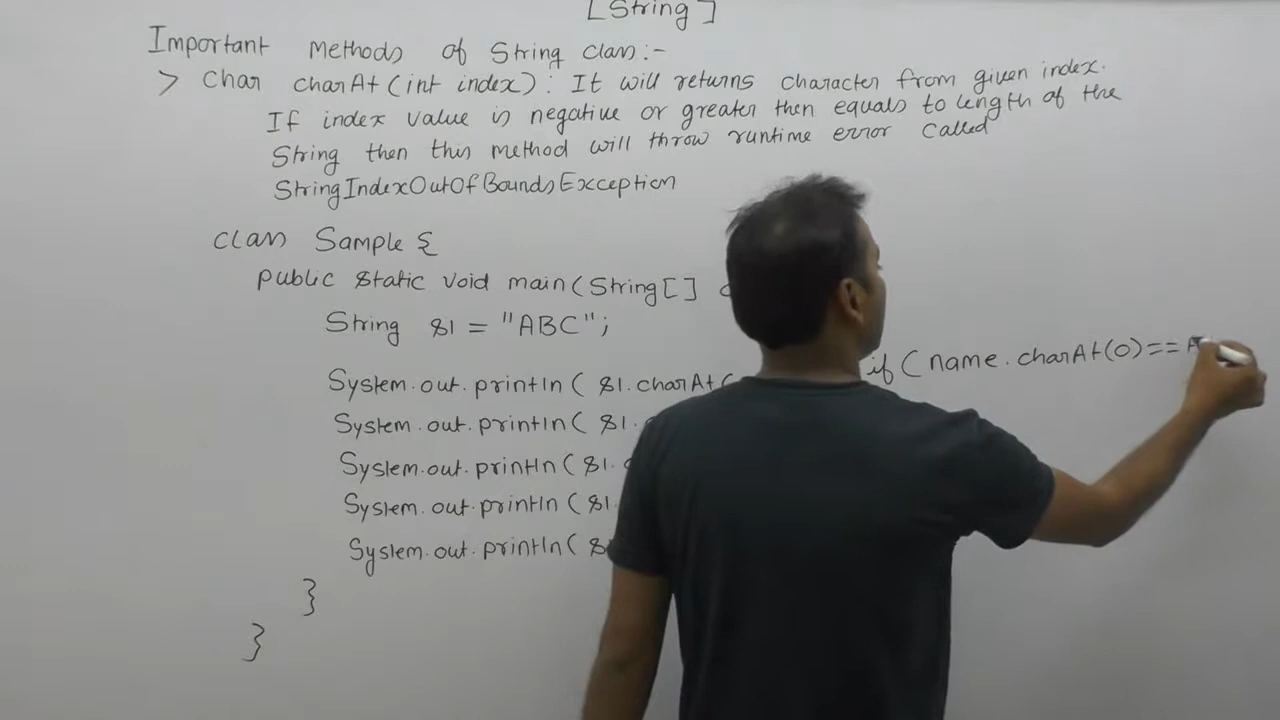 [String]
Important Methods of String class:-
> Char charAt(int index): It will returns character from given index.
If index value is negative or greater then equals to length of the
String then this method will throw runtime error called
StringIndexOutOfBoundsException
class Sample {
public static void main(String[]
String s1 = "ABC";
if (name.charAt(0)==A
System.out.println( s1.charAt(
System.out.println( s1.
System.out.println( s1.
System.out.println( s1.
System.out.println(
}
}